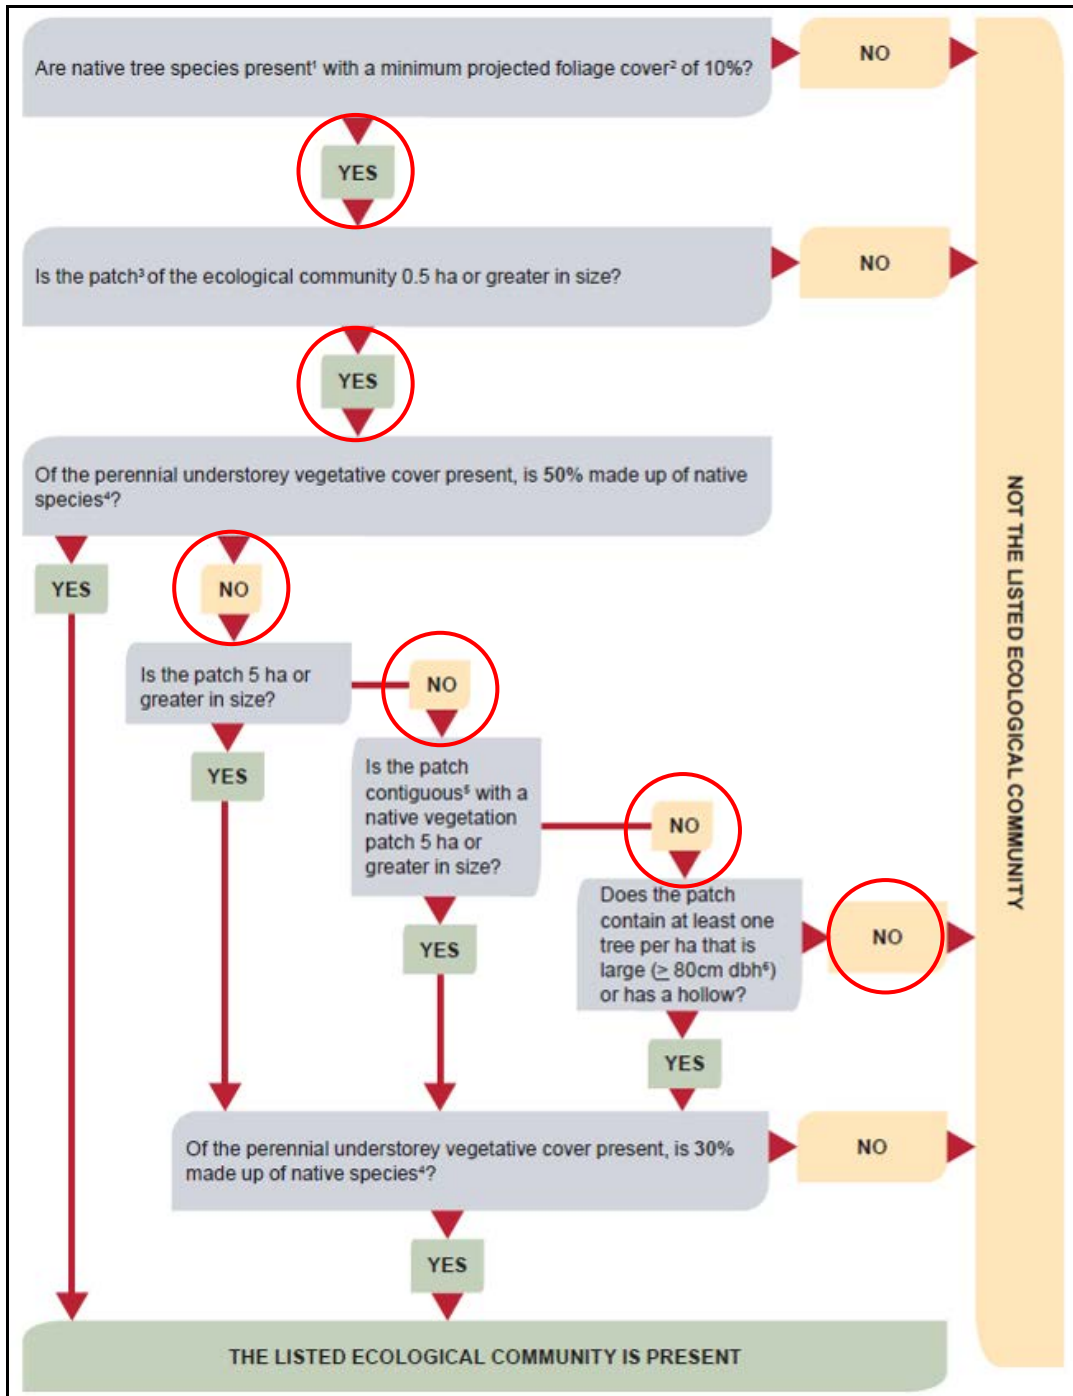 Are native tree species present¹ with a minimum projected foliage cover² of 10%?
NO
YES
Is the patch³ of the ecological community 0.5 ha or greater in size?
NO
YES
Of the perennial understorey vegetative cover present, is 50% made up of native
species⁴?
YES
NO
Is the patch 5 ha or
greater in size?
NO
YES
Is the patch
contiguous⁵ with a
native vegetation
patch 5 ha or
greater in size?
NO
YES
Does the patch
contain at least one
tree per ha that is
large (≥ 80cm dbh⁶)
or has a hollow?
NO
YES
Of the perennial understorey vegetative cover present, is 30%
made up of native species⁴?
NO
YES
THE LISTED ECOLOGICAL COMMUNITY IS PRESENT
NOT THE LISTED ECOLOGICAL COMMUNITY